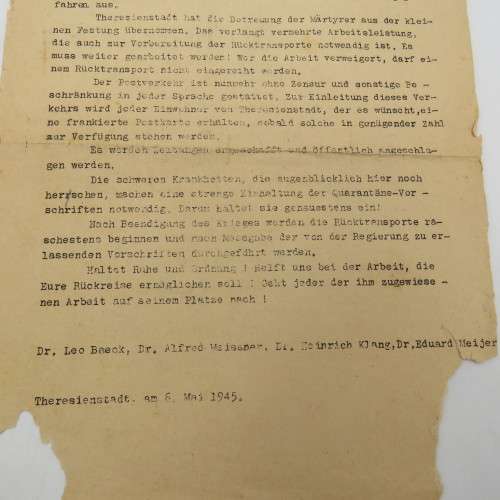 fahren aus.
Theresienstadt hat die Betreuung der Märtyrer aus der klei-
nen Festung übernommen. Das verlangt vermehrte Arbeitsleistung,
die auch zur Vorbereitung der Rücktransporte notwendig ist. Es
muss weiter gearbeitet werden! Wer die Arbeit verweigert, darf ei-
nem Rücktransport nicht eingereiht werden.
Der Postverkehr ist nunmehr ohne Zensur und sonstige Be -
schränkung in jeder Sprache gestattet. Zur Einleitung dieses Ver-
kehrs wird jeder Einwohner von Theresienstadt, der es wünscht, ei-
ne frankierte Postkarte erhalten, sobald solche in genügender Zahl
zur Verfügung stehen werden.
Es werden Zeitungen angeschafft und öffentlich angeschla-
gen werden.
Die schweren Krankheiten, die augenblicklich hier noch
herrschen, machen eine strenge Einhaltung der Quarantäne-Vor -
schriften notwendig. Darum haltet sie genauestens ein!
Nach Beendigung des Krieges werden die Rücktransporte ra-
schestens beginnen und nach Massgabe der von der Regierung zu er-
lassenden Vorschriften durchgeführt werden.
Haltet Ruhe und Ordnung ! Helft uns bei der Arbeit, die
Eure Rückreise ermöglichen soll ! Geht jeder der ihm zugewiese -
nen Arbeit auf seinem Platze nach !
Dr. Leo Baeck, Dr. Alfred Meissner, Dr. Heinrich Klang, Dr, Eduard Meijer
Theresienstadt, am 6. Mai 1945.